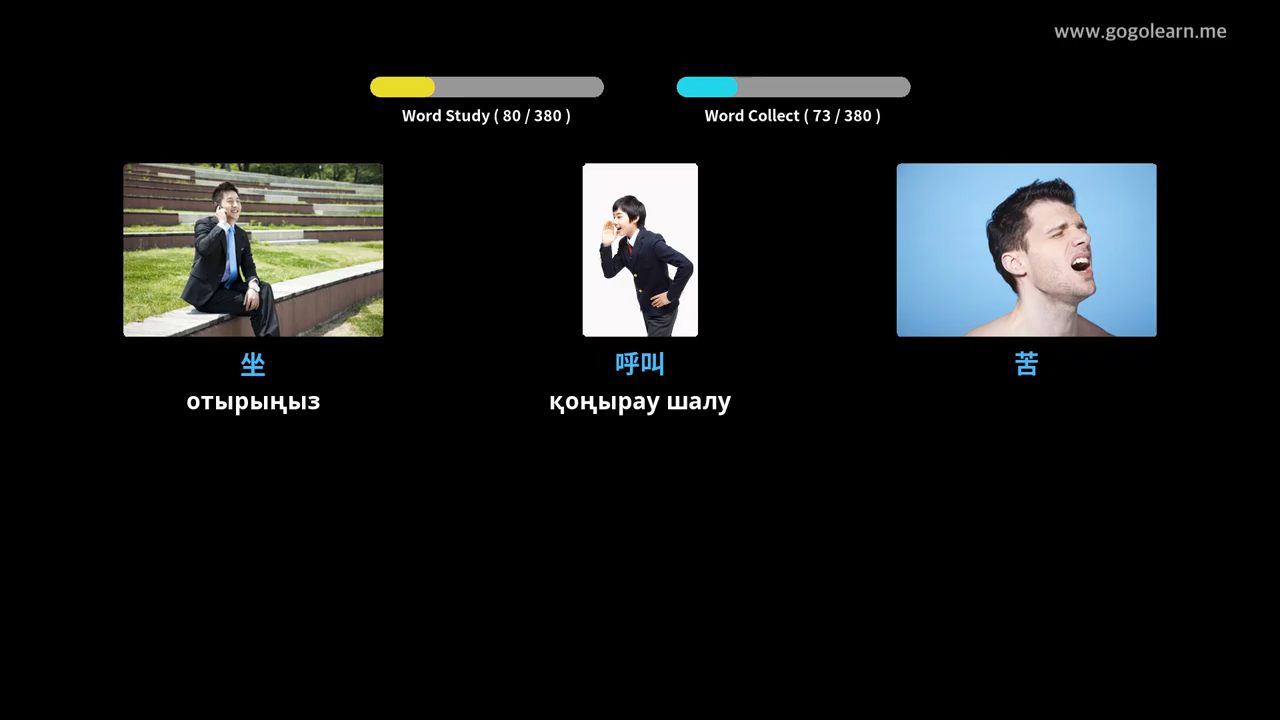 www.gogolearn.me
Word Study ( 80 / 380 )
Word Collect ( 73 / 380 )
坐
отырыңыз
呼叫
қоңырау шалу
苦